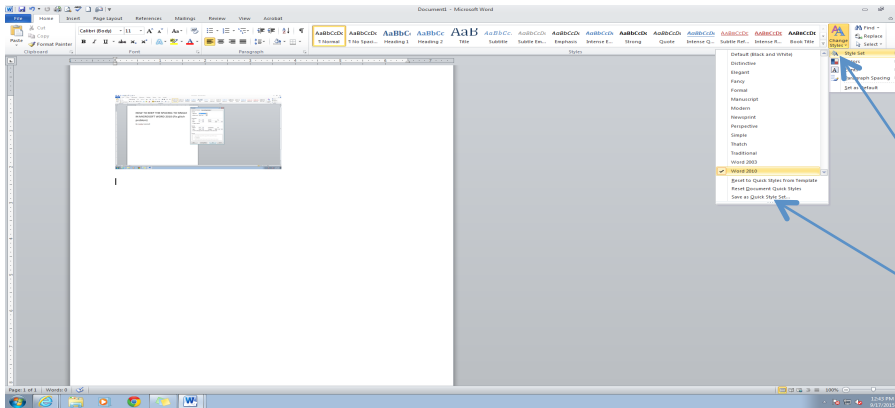 Document1 - Microsoft Word
File Home Insert Page Layout References Mailings Review View Acrobat
Cut
Copy
Paste
Format Painter
Clipboard
Calibri (Body) 11
Font
Paragraph
AaBbCcDc AaBbCcDc AaBbC AaBbCc AaB AaBbCc. AaBbCcDc AaBbCcDc AaBbCcDc AaBbCcDc AaBbCcDc AaBbCcDc AaBbCcDc AaBbCcDc
¶ Normal ¶ No Spaci... Heading 1 Heading 2 Title Subtitle Subtle Em... Emphasis Intense E... Strong Quote Intense Q... Subtle Ref... Intense R... Book Title
Styles
Change
Styles
Find
Replace
Select
Style Set
Paragraph Spacing
Set as Default
Default (Black and White)
Distinctive
Elegant
Fancy
Formal
Manuscript
Modern
Newsprint
Perspective
Simple
Thatch
Traditional
Word 2003
Word 2010
Reset to Quick Styles from Template
Reset Document Quick Styles
Save as Quick Style Set...
Page: 1 of 1 Words: 0
100%
12:43 PM